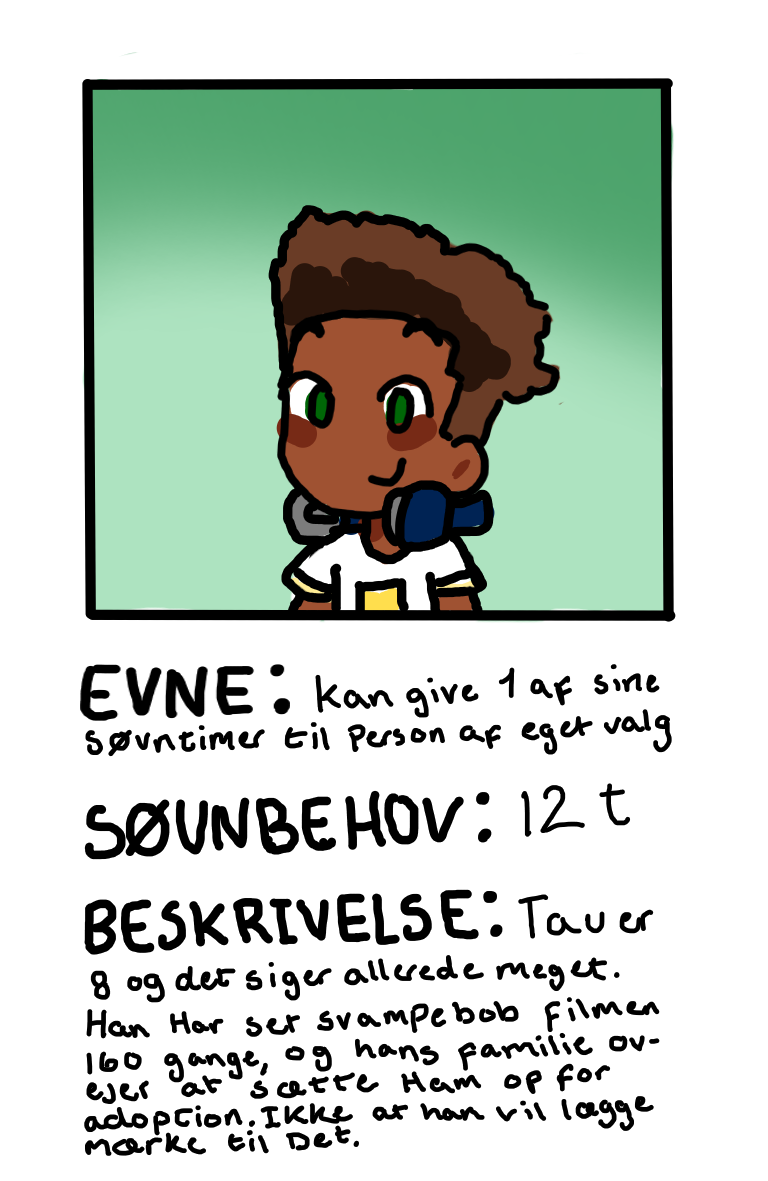 EVNE: kan give 1 af sine
søvntimer til person af eget valg
SØVNBEHOV: 12 t
BESKRIVELSE: Tau er
8 og det siger allerede meget.
Han Har set svampebob filmen
160 gange, og hans familie ov-
ejer at sætte Ham op for
adoption. Ikke at han vil lægge
mærke til Det.